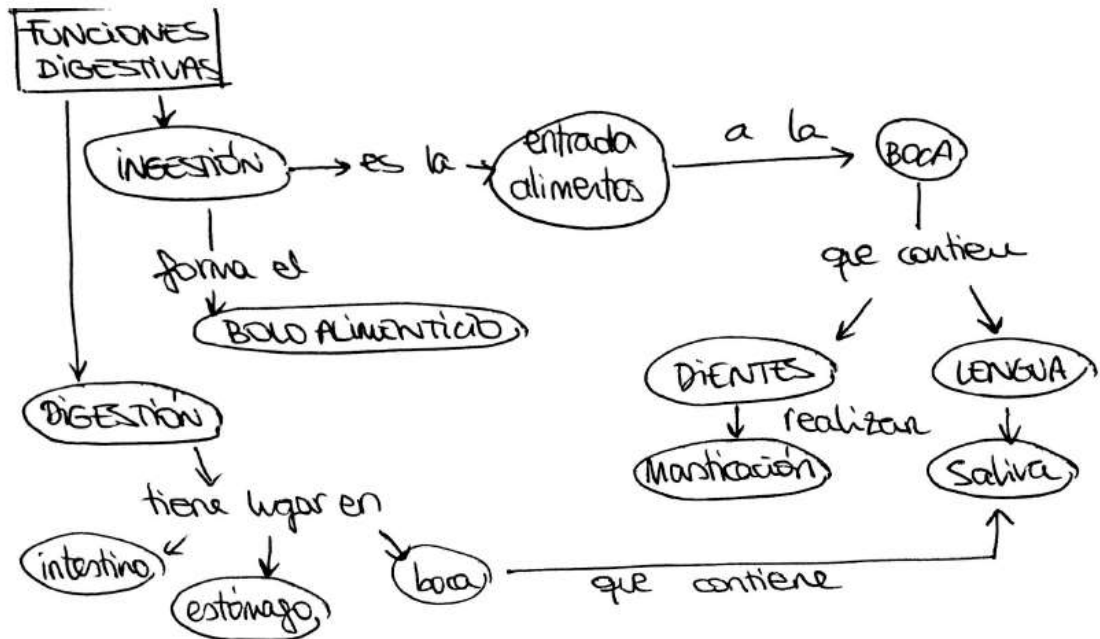 FUNCIONES
DIGESTIVAS
INGESTIÓN
es la
entrada
alimentos
a la
BOCA
forma el
BOLO ALIMENTICIO
que contiene
DIENTES
LENGUA
realizan
Masticación
Saliva
DIGESTIÓN
tiene lugar en
intestino
estómago
boca
que contiene